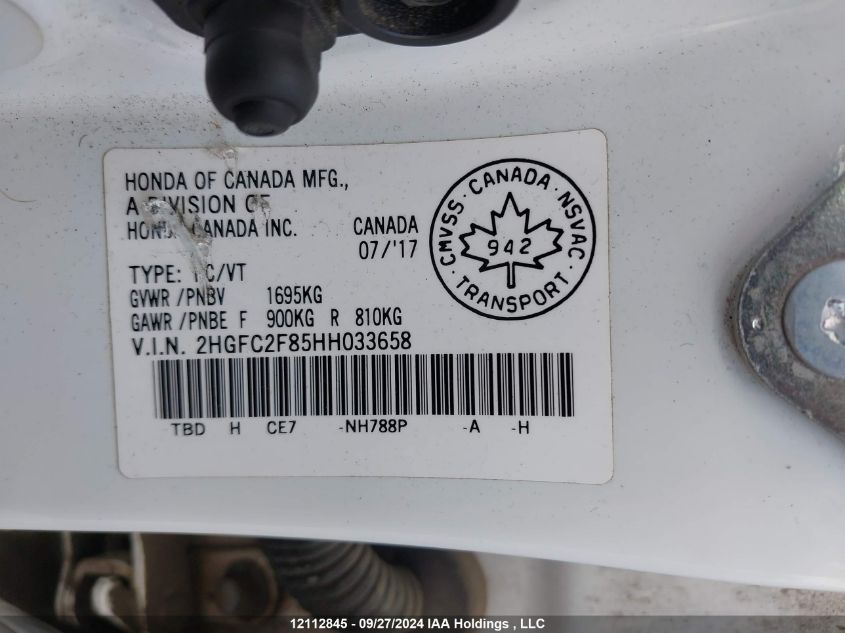 HONDA OF CANADA MFG.,
A DIVISION OF
HONDA CANADA INC. CANADA
07/'17
TYPE: PC/VT
GVWR /PNBV 1695KG
GAWR /PNBE F 900KG R 810KG
V.I.N. 2HGFC2F85HH033658
TBD H CE7 -NH788P -A -H
CMVSS · CANADA · NSVAC
942
· TRANSPORT ·
12112845 - 09/27/2024 IAA Holdings , LLC